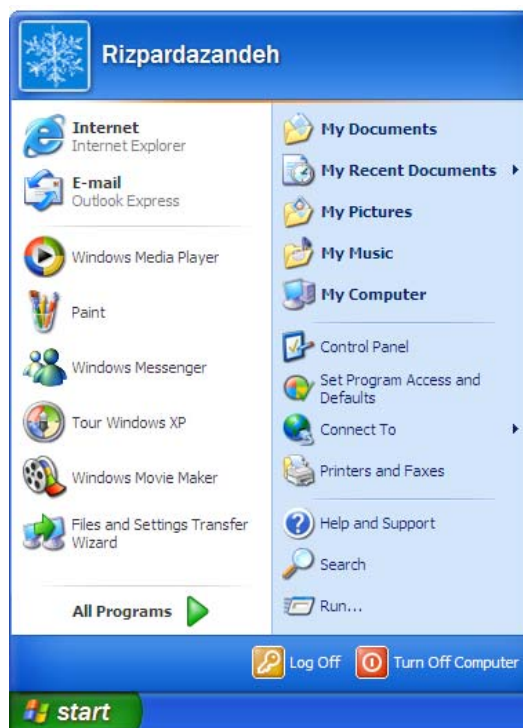 Rizpardazandeh
Internet
Internet Explorer
E-mail
Outlook Express
Windows Media Player
Paint
Windows Messenger
Tour Windows XP
Windows Movie Maker
Files and Settings Transfer
Wizard
All Programs
My Documents
My Recent Documents
My Pictures
My Music
My Computer
Control Panel
Set Program Access and
Defaults
Connect To
Printers and Faxes
Help and Support
Search
Run...
Log Off
Turn Off Computer
start